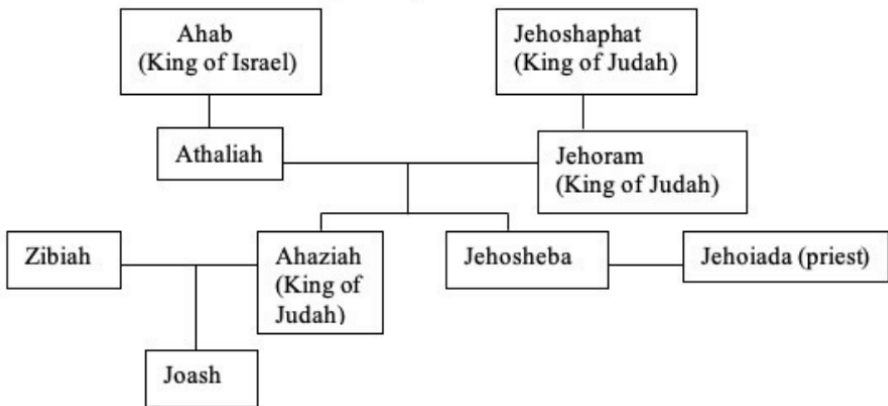 Ahab
(King of Israel)
Jehoshaphat
(King of Judah)
Athaliah
Jehoram
(King of Judah)
Zibiah
Ahaziah
(King of
Judah)
Jehosheba
Jehoiada (priest)
Joash